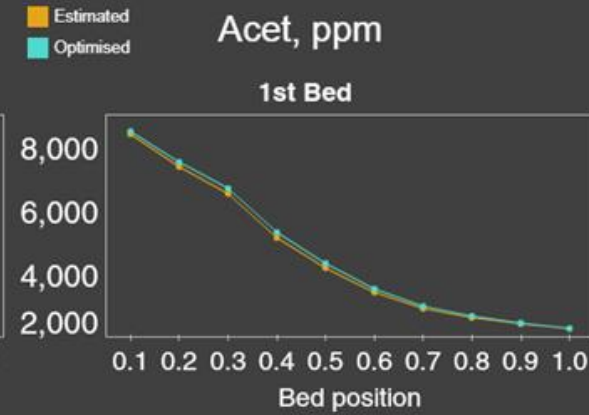 Estimated
Optimised
Acet, ppm
1st Bed
8,000
6,000
4,000
2,000
0.1 0.2 0.3 0.4 0.5 0.6 0.7 0.8 0.9 1.0
Bed position